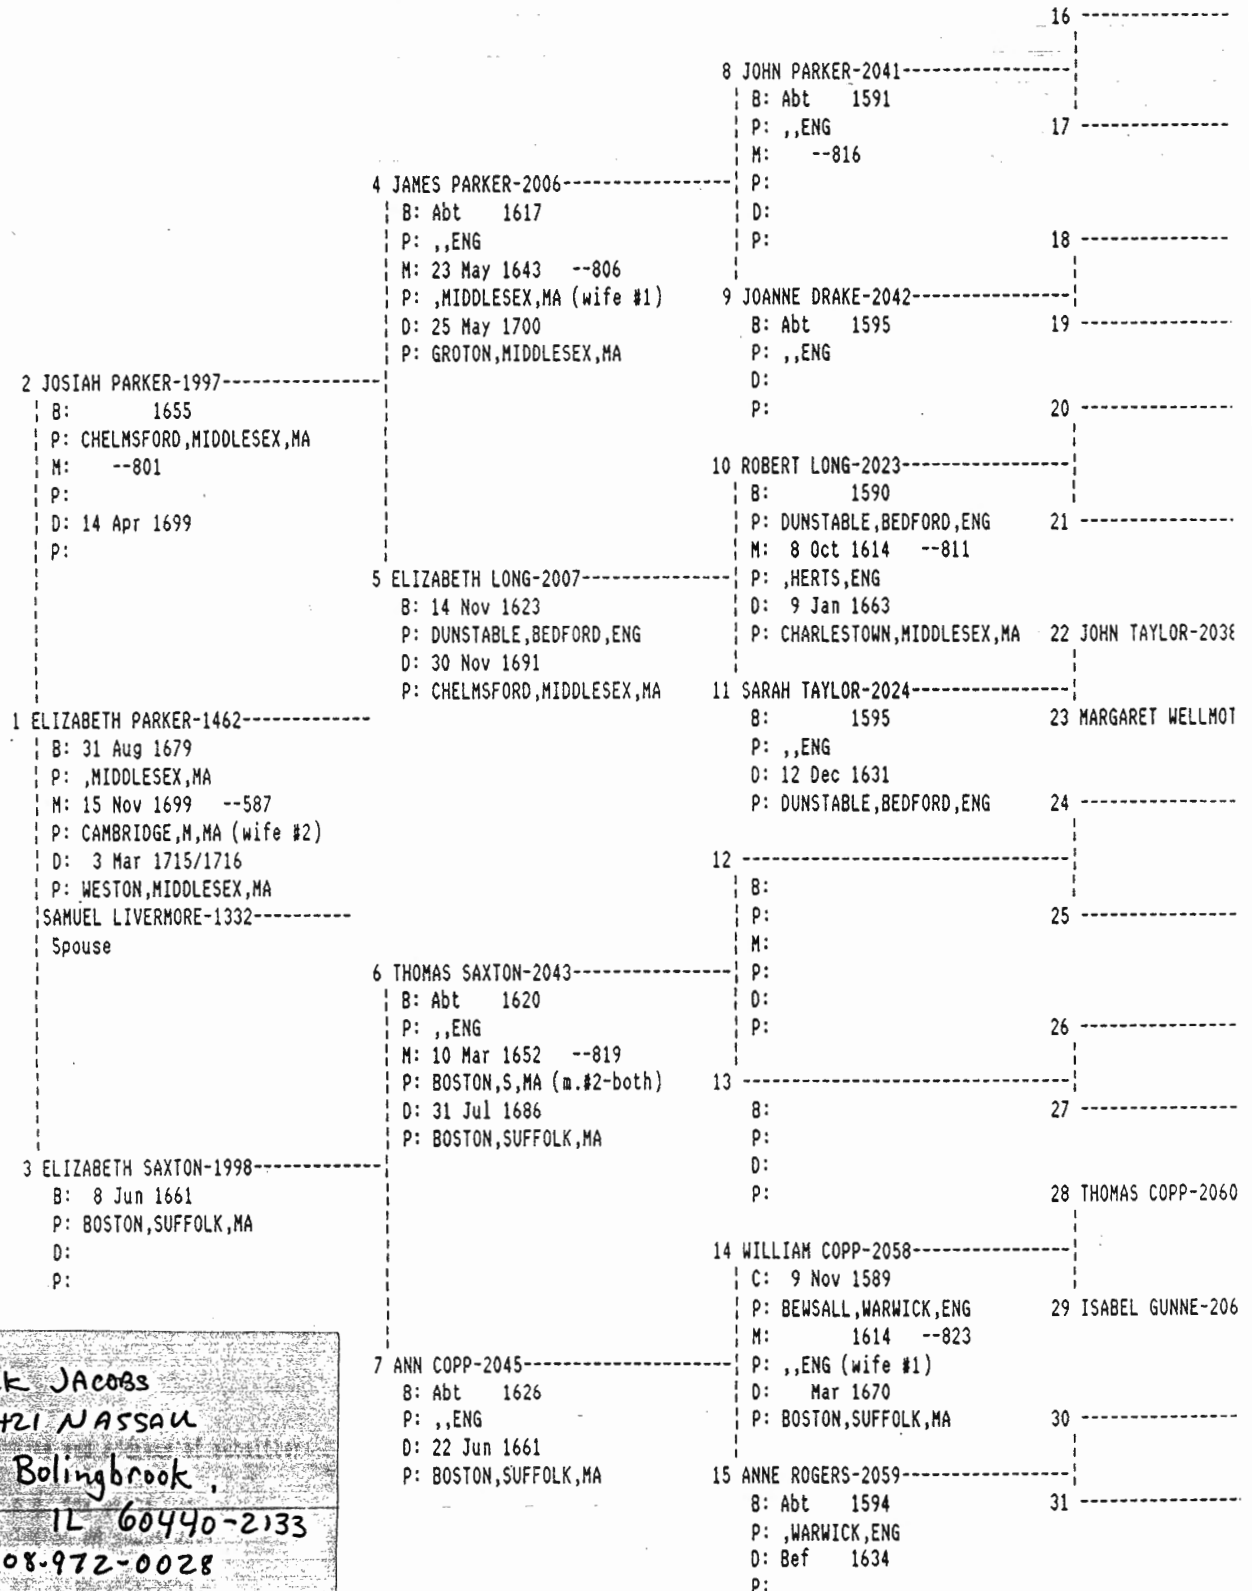 16 --------------
8 JOHN PARKER-2041----------------
B: Abt 1591
P: ,,ENG
17 --------------
M: --816
4 JAMES PARKER-2006----------------
P:
B: Abt 1617
D:
P: ,,ENG
P:
18 --------------
M: 23 May 1643 --806
P: ,MIDDLESEX,MA (wife #1)
9 JOANNE DRAKE-2042---------------
D: 25 May 1700
B: Abt 1595
19 --------------
P: GROTON,MIDDLESEX,MA
P: ,,ENG
2 JOSIAH PARKER-1997---------------
D:
B: 1655
P:
20 --------------
P: CHELMSFORD,MIDDLESEX,MA
M: --801
10 ROBERT LONG-2023----------------
P:
B: 1590
D: 14 Apr 1699
P: DUNSTABLE,BEDFORD,ENG
21 --------------
P:
M: 8 Oct 1614 --811
5 ELIZABETH LONG-2007--------------
P: ,HERTS,ENG
B: 14 Nov 1623
D: 9 Jan 1663
P: DUNSTABLE,BEDFORD,ENG
P: CHARLESTOWN,MIDDLESEX,MA
22 JOHN TAYLOR-2038
D: 30 Nov 1691
P: CHELMSFORD,MIDDLESEX,MA
11 SARAH TAYLOR-2024---------------
1 ELIZABETH PARKER-1462------------
B: 1595
23 MARGARET WELLMOT
B: 31 Aug 1679
P: ,,ENG
P: ,MIDDLESEX,MA
D: 12 Dec 1631
M: 15 Nov 1699 --587
P: DUNSTABLE,BEDFORD,ENG
24 --------------
P: CAMBRIDGE,M,MA (wife #2)
D: 3 Mar 1715/1716
12 --------------------------------
P: WESTON,MIDDLESEX,MA
B:
SAMUEL LIVERMORE-1332----------
P:
25 --------------
Spouse
M:
6 THOMAS SAXTON-2043---------------
P:
B: Abt 1620
D:
P: ,,ENG
P:
26 --------------
M: 10 Mar 1652 --819
P: BOSTON,S,MA (m.#2-both)
13 --------------------------------
D: 31 Jul 1686
B:
27 --------------
P: BOSTON,SUFFOLK,MA
P:
3 ELIZABETH SAXTON-1998------------
D:
B: 8 Jun 1661
P:
28 THOMAS COPP-2060
P: BOSTON,SUFFOLK,MA
D:
14 WILLIAM COPP-2058---------------
P:
C: 9 Nov 1589
P: BEWSALL,WARWICK,ENG
29 ISABEL GUNNE-206
M: 1614 --823
7 ANN COPP-2045--------------------
P: ,,ENG (wife #1)
B: Abt 1626
D: Mar 1670
P: ,,ENG
P: BOSTON,SUFFOLK,MA
30 --------------
D: 22 Jun 1661
P: BOSTON,SUFFOLK,MA
15 ANNE ROGERS-2059----------------
B: Abt 1594
31 --------------
P: ,WARWICK,ENG
D: Bef 1634
P:
JACOBS
NASSAU
Bolingbrook,
IL 60440-2133
08-972-0028